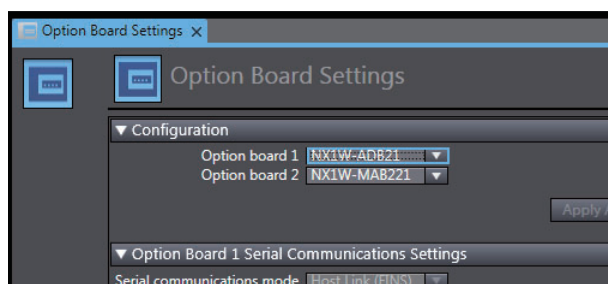 Option Board Settings
Option Board Settings
Configuration
Option board 1 NX1W-ADB21
Option board 2 NX1W-MAB221
Apply
Option Board 1 Serial Communications Settings
Serial communications mode Host Link (FINS)